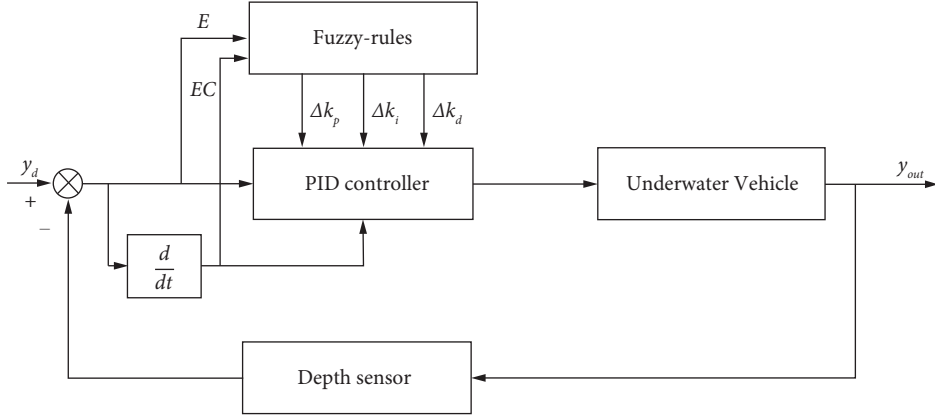 E
Fuzzy-rules
EC
Δk_p
Δk_i
Δk_d
y_d
+
−
PID controller
Underwater Vehicle
y_out
d
dt
Depth sensor